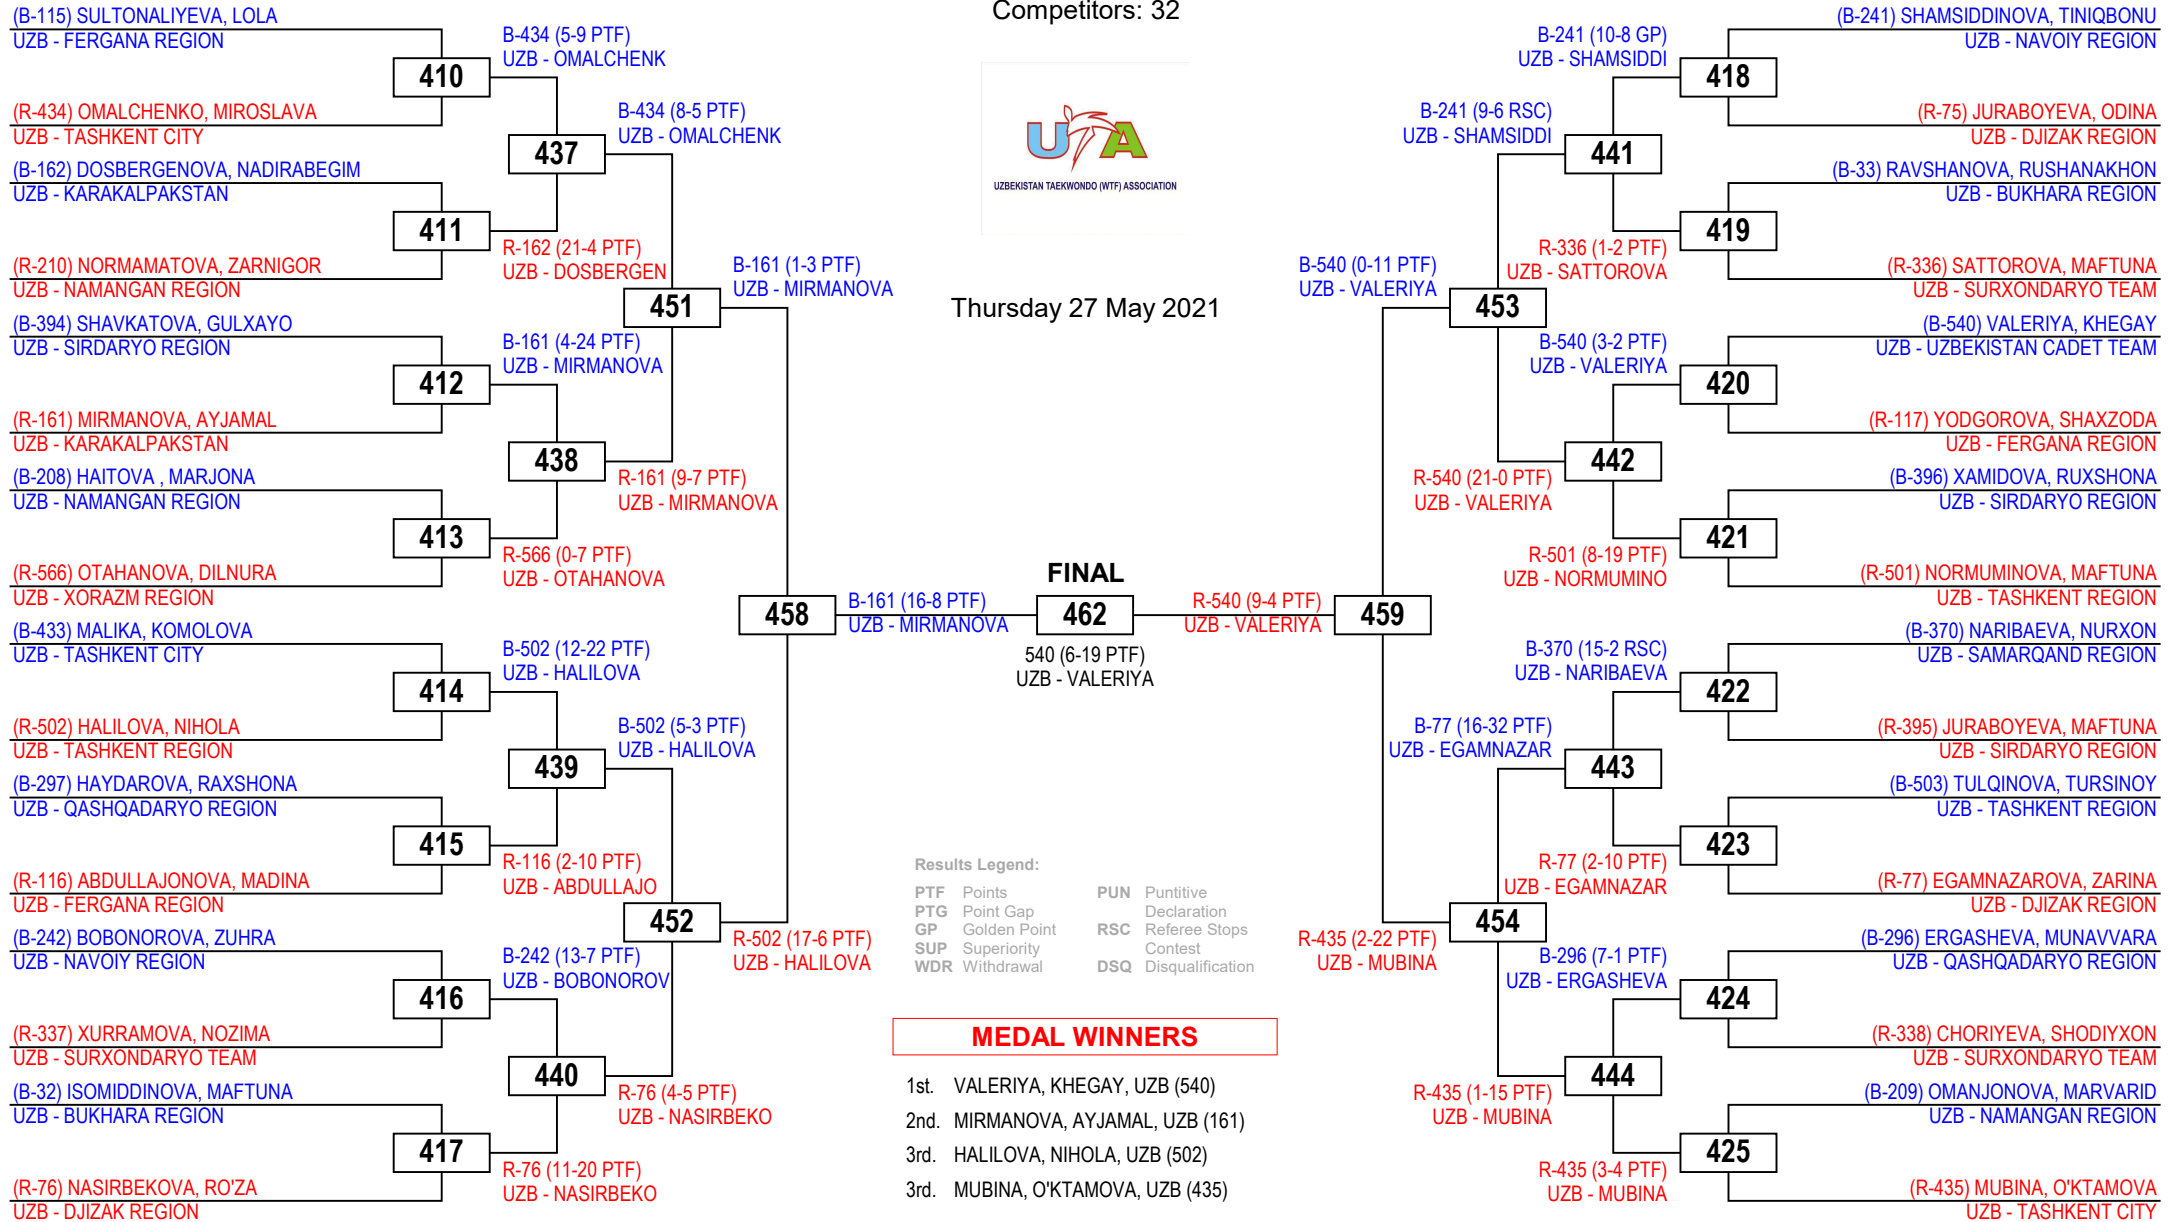 Competitors: 32
UZBEKISTAN TAEKWONDO (WTF) ASSOCIATION
Thursday 27 May 2021
(B-115) SULTONALIYEVA, LOLA
UZB - FERGANA REGION
410
(R-434) OMALCHENKO, MIROSLAVA
UZB - TASHKENT CITY
(B-162) DOSBERGENOVA, NADIRABEGIM
UZB - KARAKALPAKSTAN
411
(R-210) NORMAMATOVA, ZARNIGOR
UZB - NAMANGAN REGION
(B-394) SHAVKATOVA, GULXAYO
UZB - SIRDARYO REGION
412
(R-161) MIRMANOVA, AYJAMAL
UZB - KARAKALPAKSTAN
(B-208) HAITOVA , MARJONA
UZB - NAMANGAN REGION
413
(R-566) OTAHANOVA, DILNURA
UZB - XORAZM REGION
(B-433) MALIKA, KOMOLOVA
UZB - TASHKENT CITY
414
(R-502) HALILOVA, NIHOLA
UZB - TASHKENT REGION
(B-297) HAYDAROVA, RAXSHONA
UZB - QASHQADARYO REGION
415
(R-116) ABDULLAJONOVA, MADINA
UZB - FERGANA REGION
(B-242) BOBONOROVA, ZUHRA
UZB - NAVOIY REGION
416
(R-337) XURRAMOVA, NOZIMA
UZB - SURXONDARYO TEAM
(B-32) ISOMIDDINOVA, MAFTUNA
UZB - BUKHARA REGION
417
(R-76) NASIRBEKOVA, RO'ZA
UZB - DJIZAK REGION
B-434 (5-9 PTF)
UZB - OMALCHENK
437
R-162 (21-4 PTF)
UZB - DOSBERGEN
B-161 (4-24 PTF)
UZB - MIRMANOVA
438
R-566 (0-7 PTF)
UZB - OTAHANOVA
B-502 (12-22 PTF)
UZB - HALILOVA
439
R-116 (2-10 PTF)
UZB - ABDULLAJO
B-242 (13-7 PTF)
UZB - BOBONOROV
440
R-76 (11-20 PTF)
UZB - NASIRBEKO
B-434 (8-5 PTF)
UZB - OMALCHENK
451
R-161 (9-7 PTF)
UZB - MIRMANOVA
B-502 (5-3 PTF)
UZB - HALILOVA
452
R-76 (4-5 PTF)
UZB - NASIRBEKO
B-161 (1-3 PTF)
UZB - MIRMANOVA
458
R-502 (17-6 PTF)
UZB - HALILOVA
B-161 (16-8 PTF)
UZB - MIRMANOVA
FINAL
462
540 (6-19 PTF)
UZB - VALERIYA
R-540 (9-4 PTF)
UZB - VALERIYA
B-540 (0-11 PTF)
UZB - VALERIYA
459
R-435 (2-22 PTF)
UZB - MUBINA
B-241 (9-6 RSC)
UZB - SHAMSIDDI
453
R-540 (21-0 PTF)
UZB - VALERIYA
B-77 (16-32 PTF)
UZB - EGAMNAZAR
454
R-435 (1-15 PTF)
UZB - MUBINA
B-241 (10-8 GP)
UZB - SHAMSIDDI
441
R-336 (1-2 PTF)
UZB - SATTOROVA
B-540 (3-2 PTF)
UZB - VALERIYA
442
R-501 (8-19 PTF)
UZB - NORMUMINO
B-370 (15-2 RSC)
UZB - NARIBAEVA
443
R-77 (2-10 PTF)
UZB - EGAMNAZAR
B-296 (7-1 PTF)
UZB - ERGASHEVA
444
R-435 (3-4 PTF)
UZB - MUBINA
(B-241) SHAMSIDDINOVA, TINIQBONU
UZB - NAVOIY REGION
418
(R-75) JURABOYEVA, ODINA
UZB - DJIZAK REGION
(B-33) RAVSHANOVA, RUSHANAKHON
UZB - BUKHARA REGION
419
(R-336) SATTOROVA, MAFTUNA
UZB - SURXONDARYO TEAM
(B-540) VALERIYA, KHEGAY
UZB - UZBEKISTAN CADET TEAM
420
(R-117) YODGOROVA, SHAXZODA
UZB - FERGANA REGION
(B-396) XAMIDOVA, RUXSHONA
UZB - SIRDARYO REGION
421
(R-501) NORMUMINOVA, MAFTUNA
UZB - TASHKENT REGION
(B-370) NARIBAEVA, NURXON
UZB - SAMARQAND REGION
422
(R-395) JURABOYEVA, MAFTUNA
UZB - SIRDARYO REGION
(B-503) TULQINOVA, TURSINOY
UZB - TASHKENT REGION
423
(R-77) EGAMNAZAROVA, ZARINA
UZB - DJIZAK REGION
(B-296) ERGASHEVA, MUNAVVARA
UZB - QASHQADARYO REGION
424
(R-338) CHORIYEVA, SHODIYXON
UZB - SURXONDARYO TEAM
(B-209) OMANJONOVA, MARVARID
UZB - NAMANGAN REGION
425
(R-435) MUBINA, O'KTAMOVA
UZB - TASHKENT CITY
Results Legend:
PTF Points
PTG Point Gap
GP Golden Point
SUP Superiority
WDR Withdrawal
PUN Puntitive
Declaration
RSC Referee Stops
Contest
DSQ Disqualification
MEDAL WINNERS
1st. VALERIYA, KHEGAY, UZB (540)
2nd. MIRMANOVA, AYJAMAL, UZB (161)
3rd. HALILOVA, NIHOLA, UZB (502)
3rd. MUBINA, O'KTAMOVA, UZB (435)